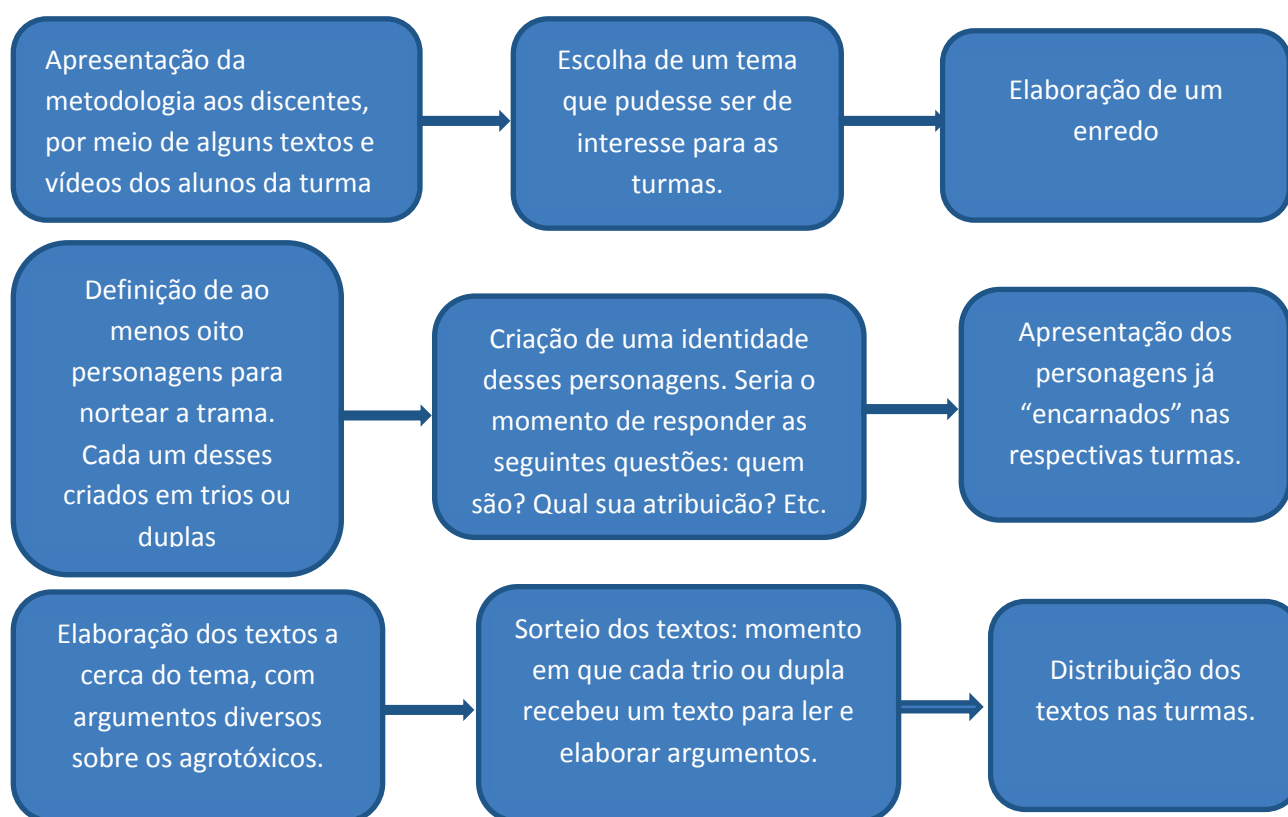 Apresentação da
metodologia aos discentes,
por meio de alguns textos e
vídeos dos alunos da turma
Escolha de um tema
que pudesse ser de
interesse para as
turmas.
Elaboração de um
enredo
Definição de ao
menos oito
personagens para
nortear a trama.
Cada um desses
criados em trios ou
duplas
Criação de uma identidade
desses personagens. Seria o
momento de responder as
seguintes questões: quem
são? Qual sua atribuicão? Etc.
Apresentação dos
personagens já
“encarnados” nas
respectivas turmas.
Elaboração dos textos a
cerca do tema, com
argumentos diversos
sobre os agrotóxicos.
Sorteio dos textos: momento
em que cada trio ou dupla
recebeu um texto para ler e
elaborar argumentos.
Distribuição dos
textos nas turmas.